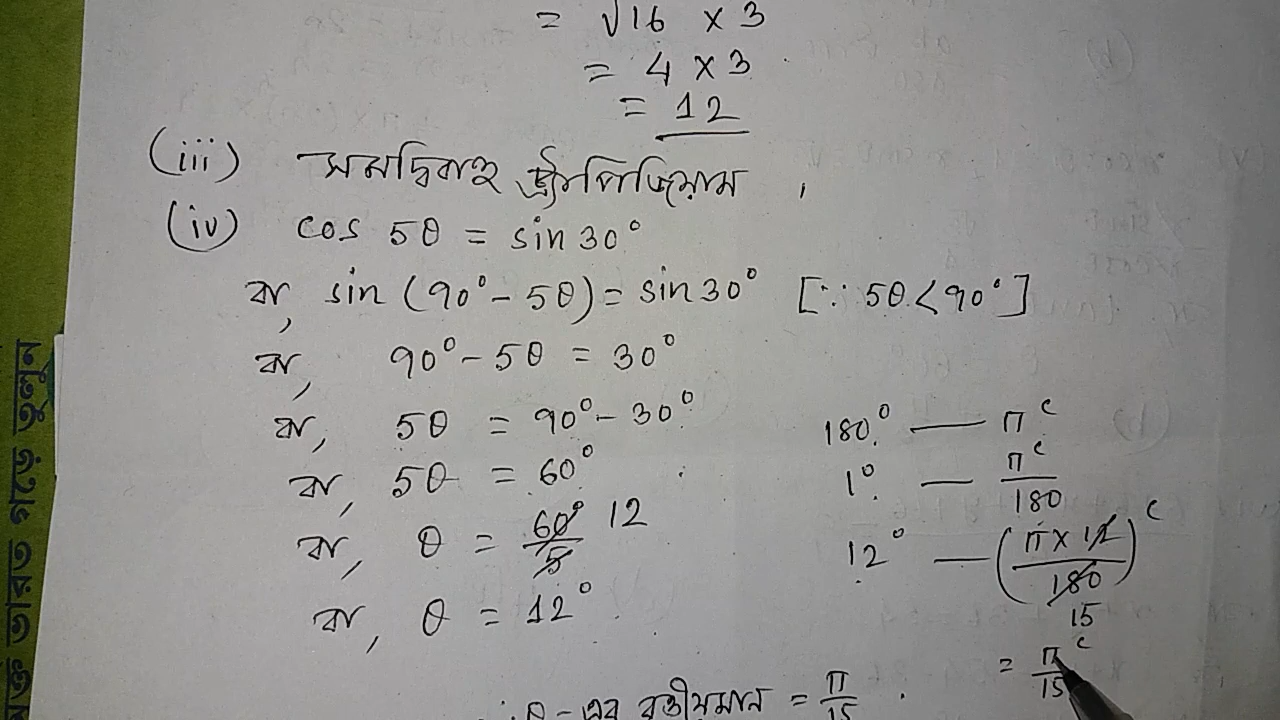 = √16 × 3
= 4 × 3
= 12
(iii) সমদ্বিবাহু ট্রাপিজিয়াম ,
(iv) cos 5θ = sin 30°
বা, sin (90° - 5θ) = sin 30° [∵ 5θ < 90°]
বা, 90° - 5θ = 30°
বা, 5θ = 90° - 30°
বা, 5θ = 60°
বা, θ = 60°/5 12
বা, θ = 12°
180° — π^c
1° — π^c/180
12° — (π × 12/180)^c
15
= π^c/15
∴ θ - এর বৃত্তীয়মান = π/15 .
ভারত গড়ে তুলুন